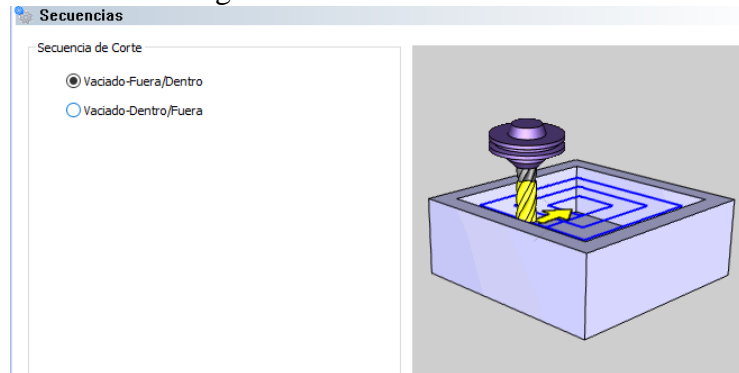 Secuencias
Secuencia de Corte
Vaciado-Fuera/Dentro
Vaciado-Dentro/Fuera